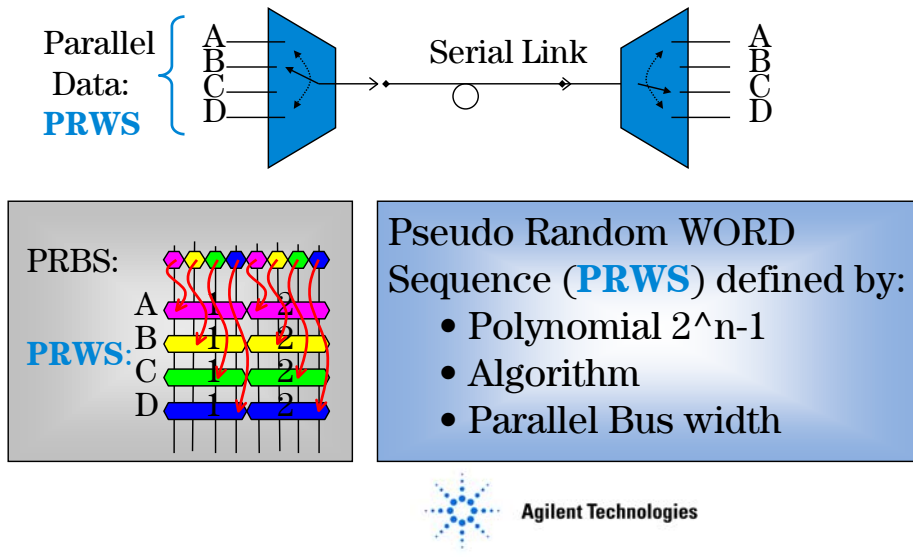 Parallel
Data:
PRWS
A
B
C
D
Serial Link
A
B
C
D
PRBS:
PRWS:
A 1 2
B 1 2
C 1 2
D 1 2
Pseudo Random WORD
Sequence (PRWS) defined by:
• Polynomial 2^n-1
• Algorithm
• Parallel Bus width
Agilent Technologies